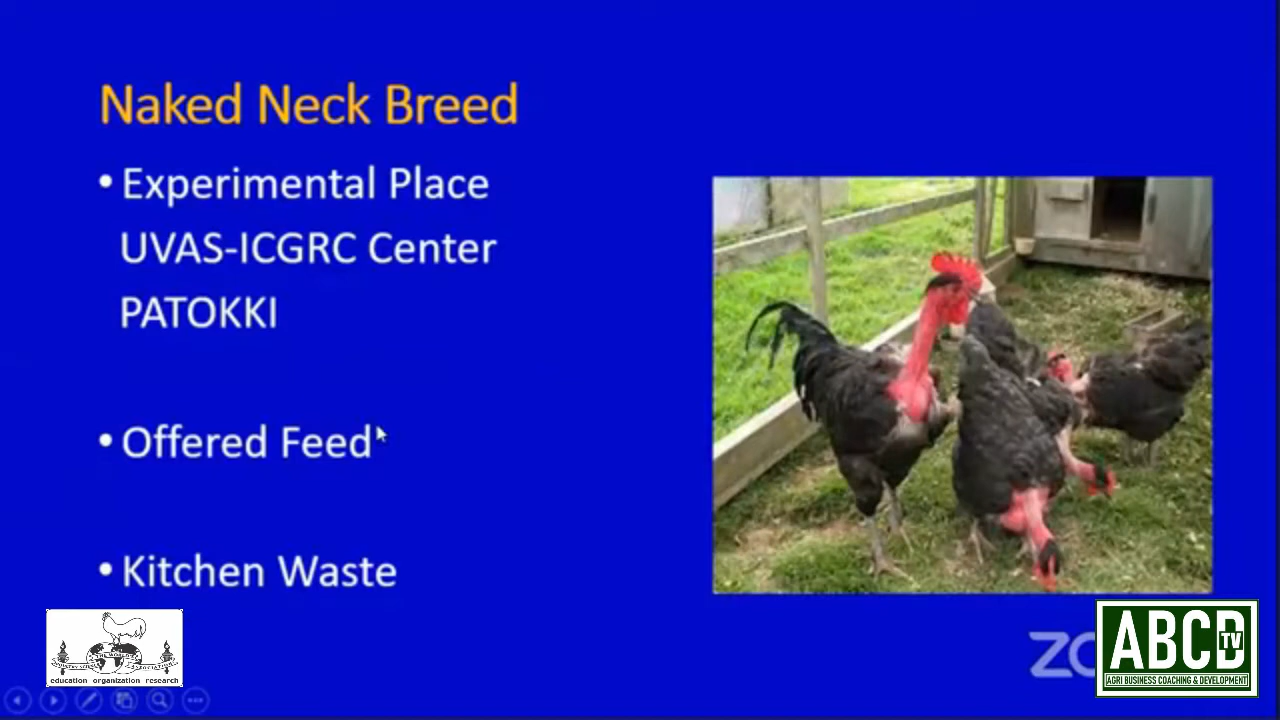 Naked Neck Breed
• Experimental Place
UVAS-ICGRC Center
PATOKKI
• Offered Feed
• Kitchen Waste
education organization research
ABCD TV
AGRI BUSINESS COACHING & DEVELOPMENT